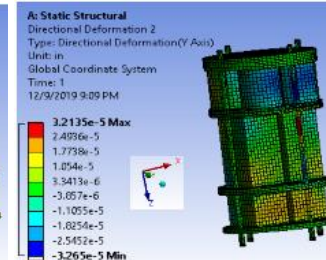 A: Static Structural
Directional Deformation 2
Type: Directional Deformation(Y Axis)
Unit: in
Global Coordinate System
Time: 1
12/9/2019 9:09 PM
3.2135e-5 Max
2.4936e-5
1.7738e-5
1.054e-5
3.3413e-6
-3.857e-6
-1.1055e-5
-1.8254e-5
-2.5452e-5
-3.265e-5 Min
X
Z